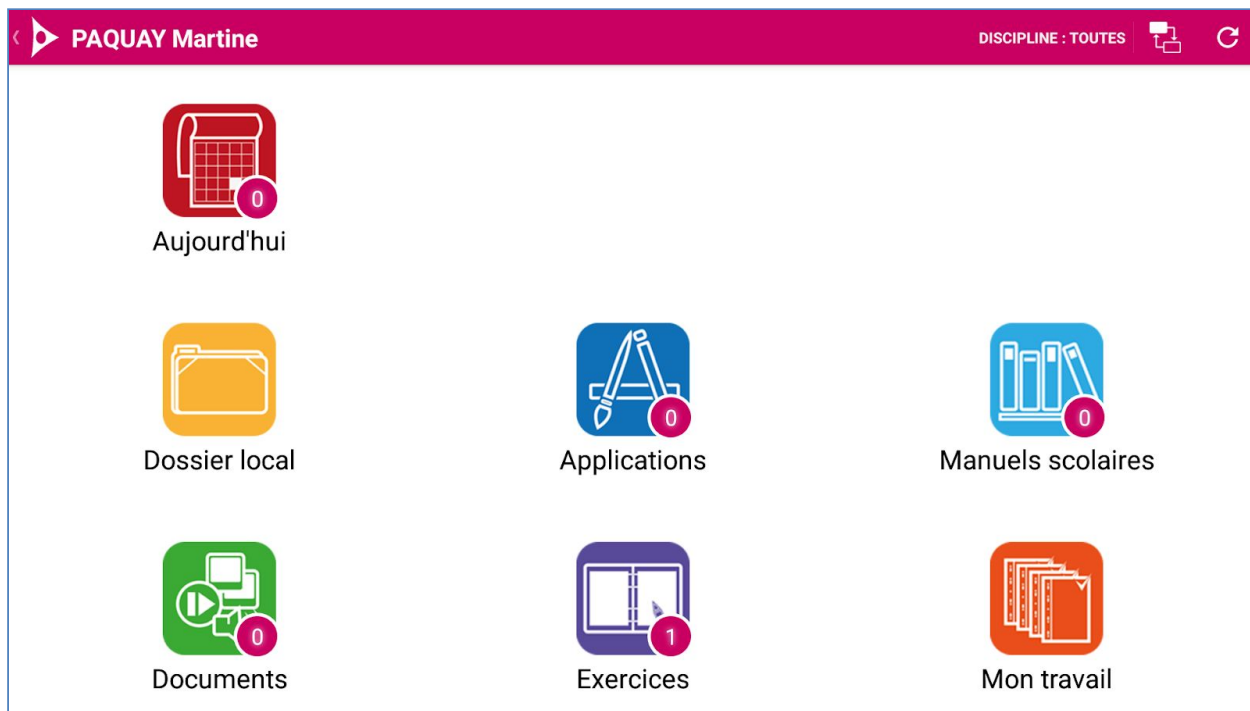 PAQUAY Martine
DISCIPLINE : TOUTES
0
Aujourd'hui
Dossier local
0
Applications
0
Manuels scolaires
0
Documents
1
Exercices
Mon travail